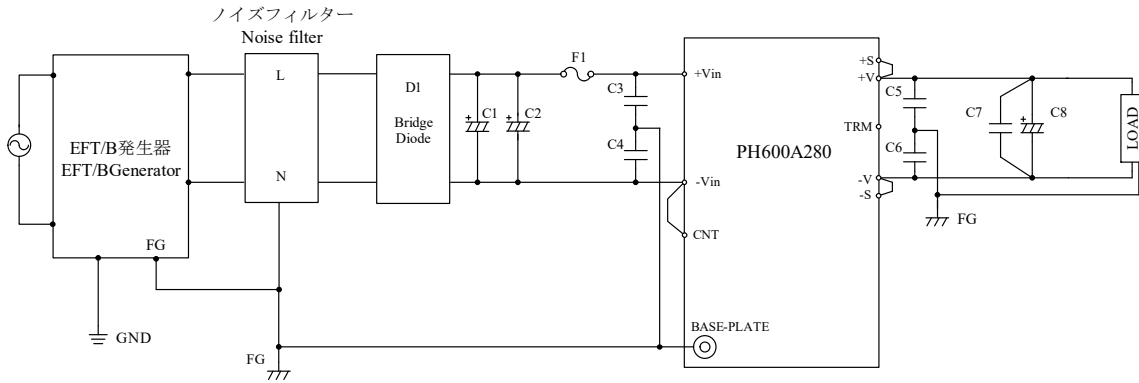 ノイズフィルター
Noise filter
EFT/B発生器
EFT/BGenerator
FG
GND
L
N
FG
D1
Bridge
Diode
+
C1
+
C2
F1
C3
C4
+Vin
-Vin
CNT
BASE-PLATE
PH600A280
+S
+V
TRM
-V
-S
C5
C6
FG
C7
+
C8
LOAD